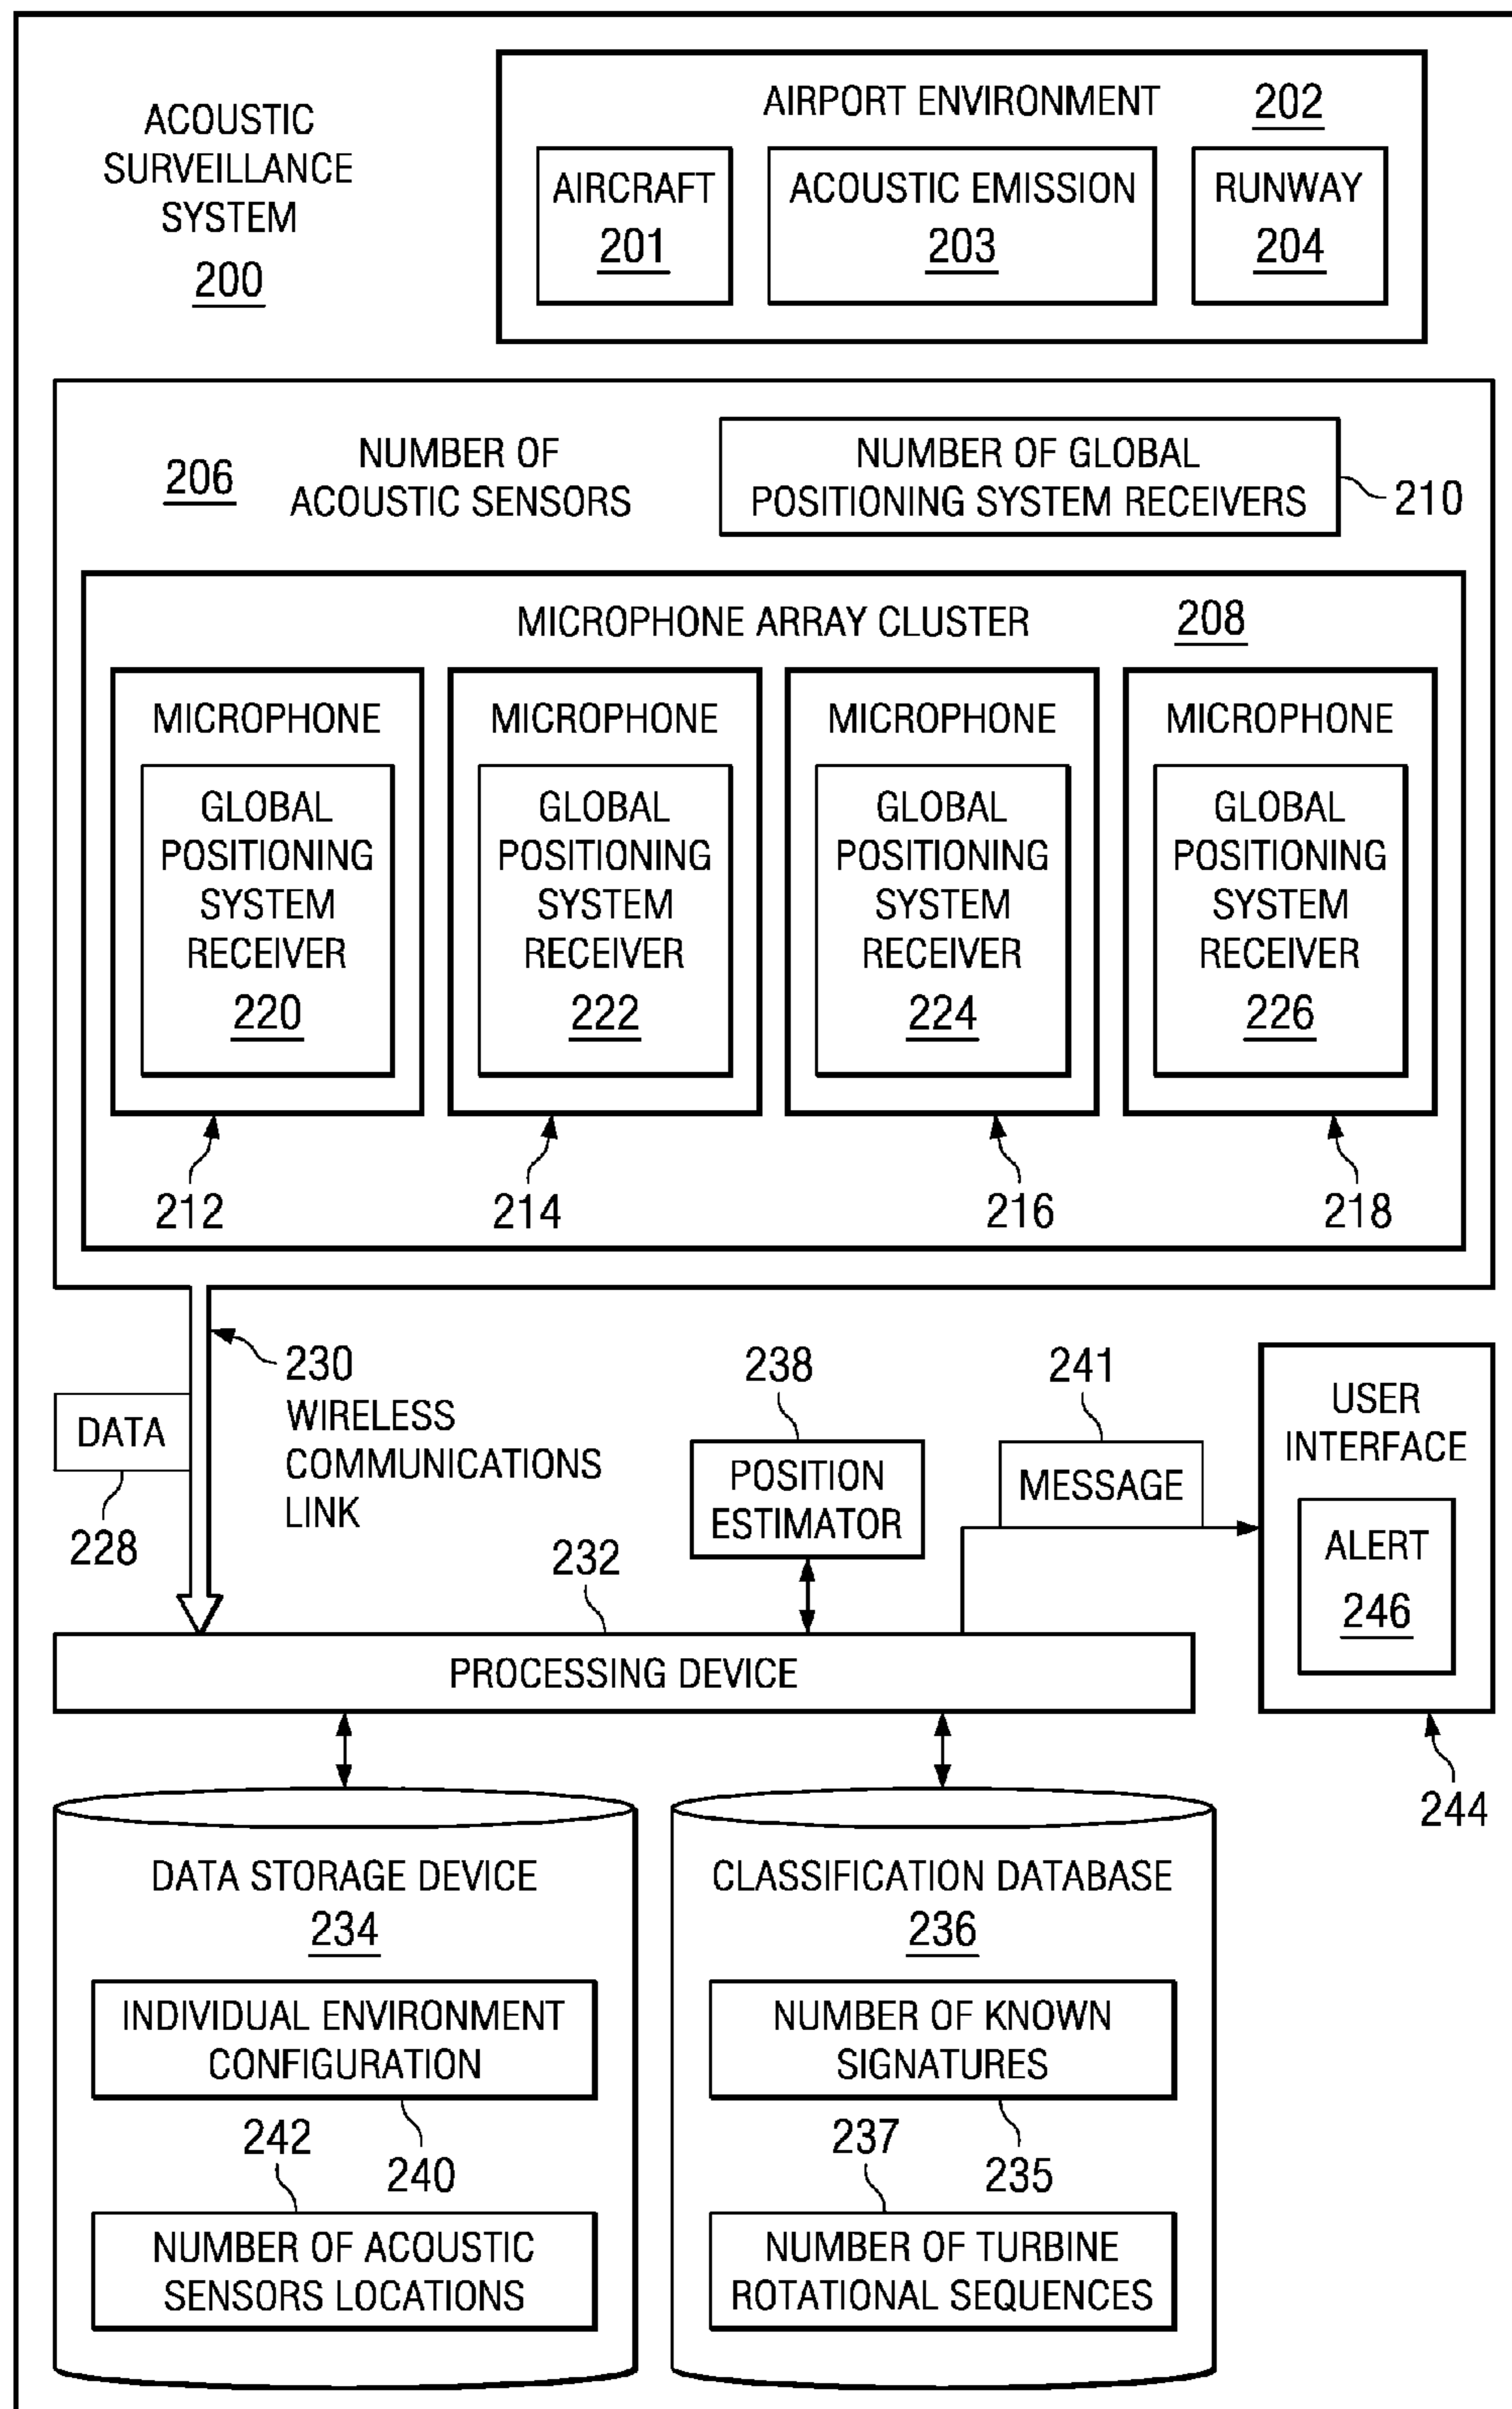 ACOUSTIC
SURVEILLANCE
SYSTEM
200
AIRPORT ENVIRONMENT 202
AIRCRAFT
201
ACOUSTIC EMISSION
203
RUNWAY
204
206
NUMBER OF
ACOUSTIC SENSORS
NUMBER OF GLOBAL
POSITIONING SYSTEM RECEIVERS
210
MICROPHONE ARRAY CLUSTER 208
MICROPHONE
GLOBAL
POSITIONING
SYSTEM
RECEIVER
220
212
MICROPHONE
GLOBAL
POSITIONING
SYSTEM
RECEIVER
222
214
MICROPHONE
GLOBAL
POSITIONING
SYSTEM
RECEIVER
224
216
MICROPHONE
GLOBAL
POSITIONING
SYSTEM
RECEIVER
226
218
DATA
228
230
WIRELESS
COMMUNICATIONS
LINK
238
POSITION
ESTIMATOR
241
MESSAGE
USER
INTERFACE
ALERT
246
244
232
PROCESSING DEVICE
DATA STORAGE DEVICE
234
INDIVIDUAL ENVIRONMENT
CONFIGURATION
240
242
NUMBER OF ACOUSTIC
SENSORS LOCATIONS
CLASSIFICATION DATABASE
236
NUMBER OF KNOWN
SIGNATURES
235
237
NUMBER OF TURBINE
ROTATIONAL SEQUENCES